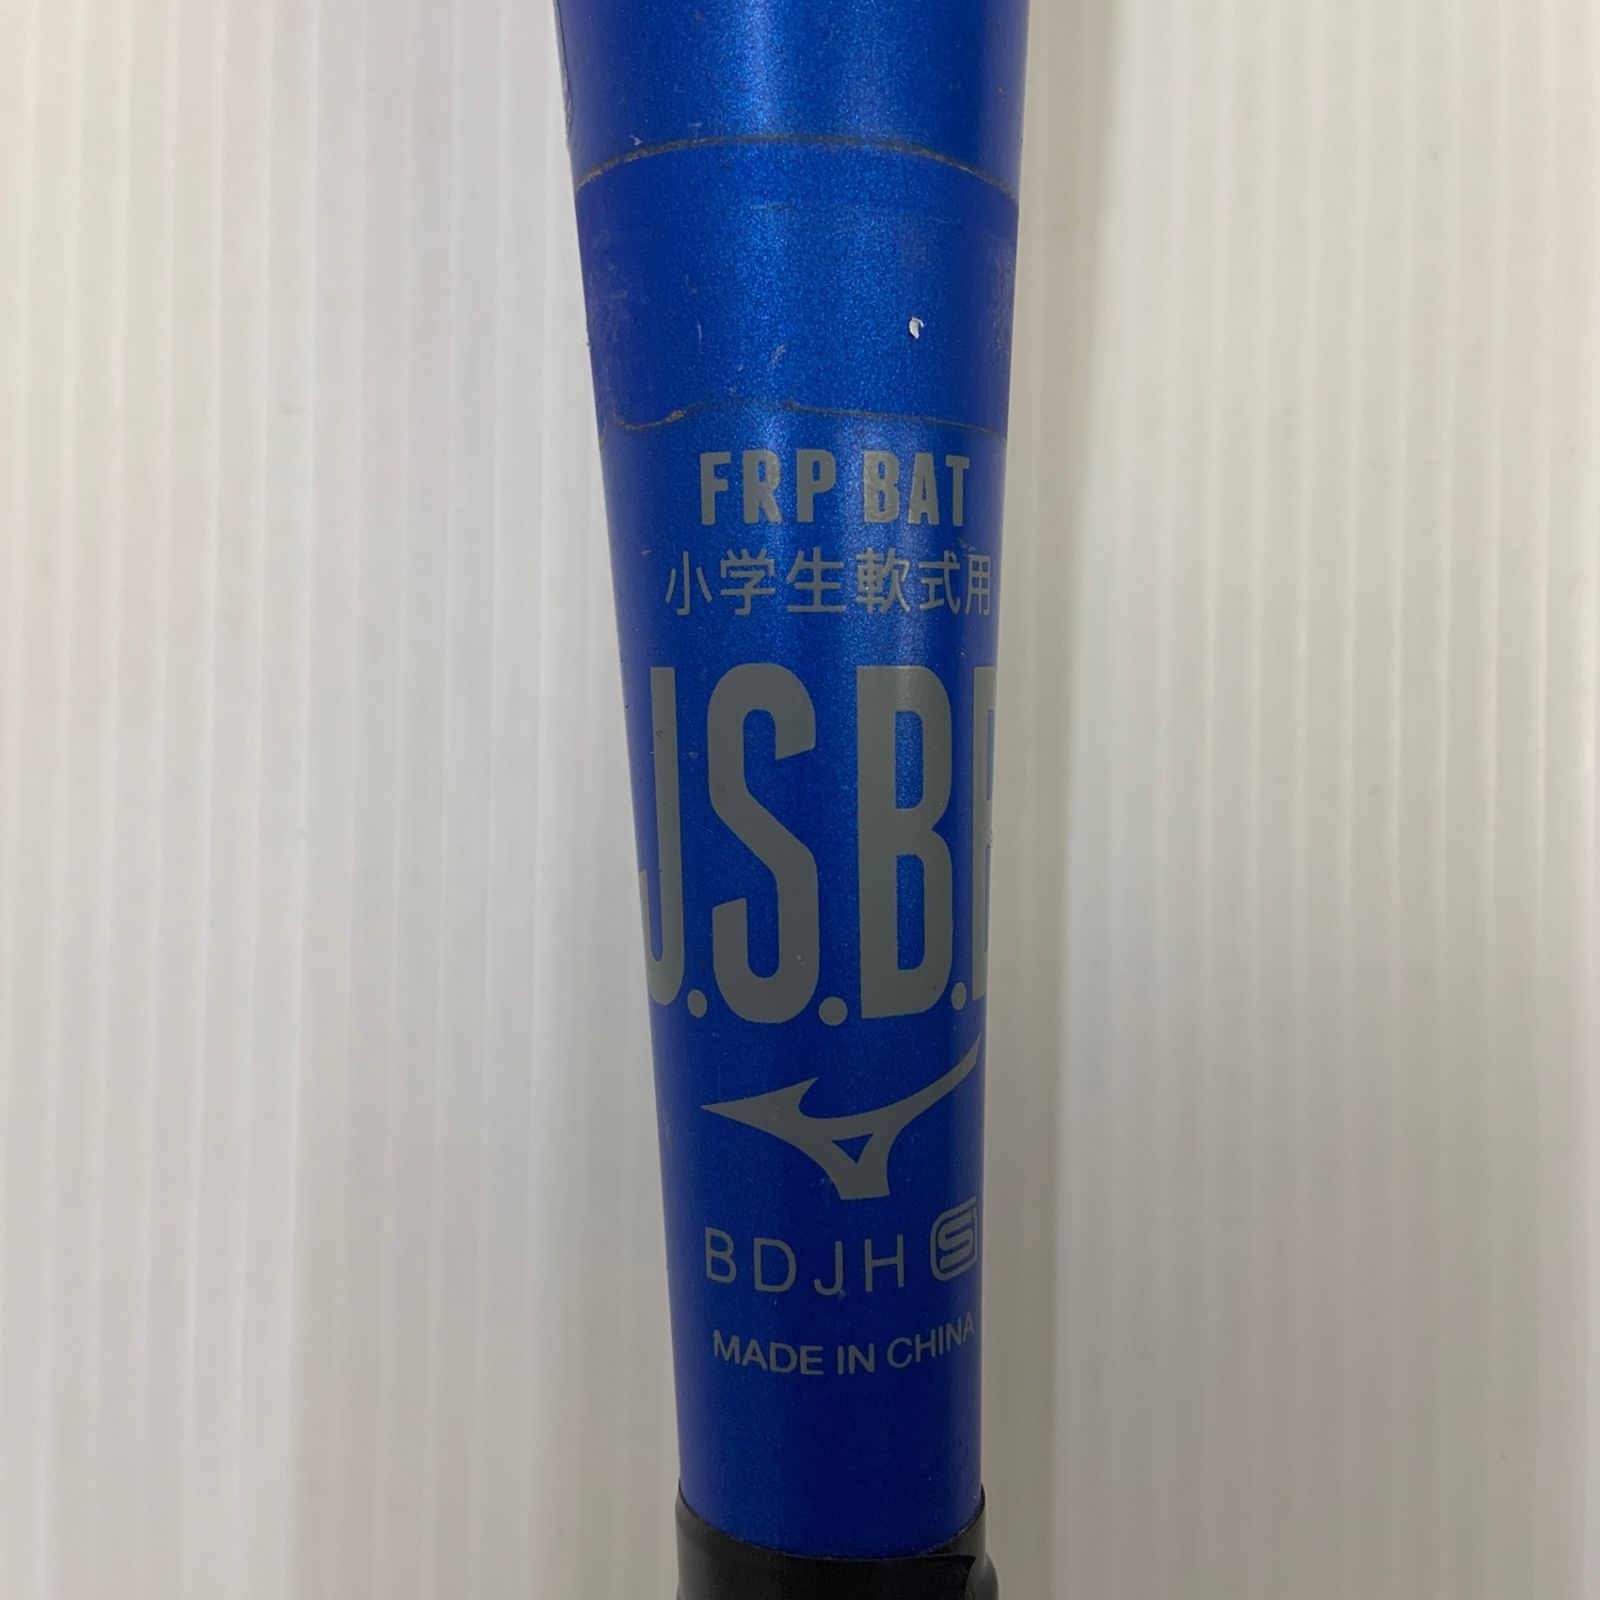 FRP BAT
小学生軟式用
J.S.B.B
BDJH S
MADE IN CHINA